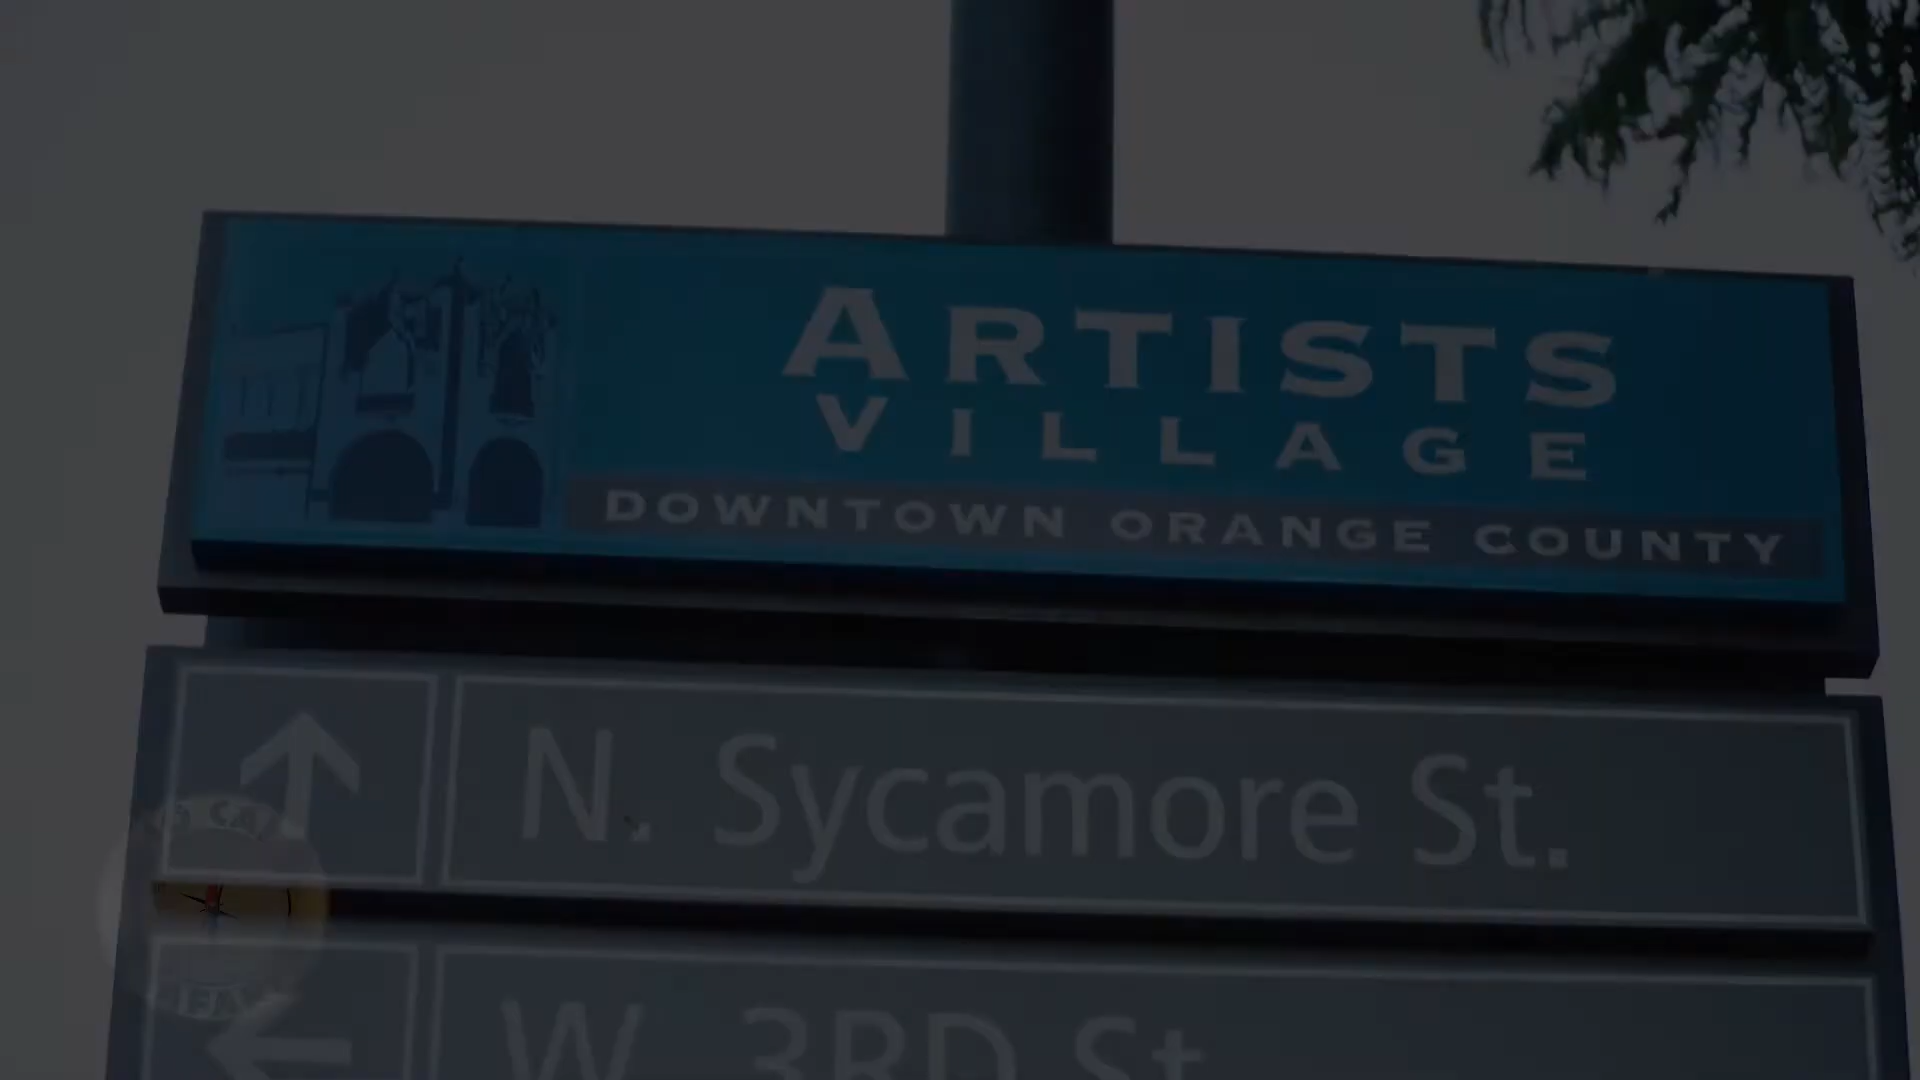 ARTISTS
VILLAGE
DOWNTOWN ORANGE COUNTY
N. Sycamore St.
W. 3RD St.